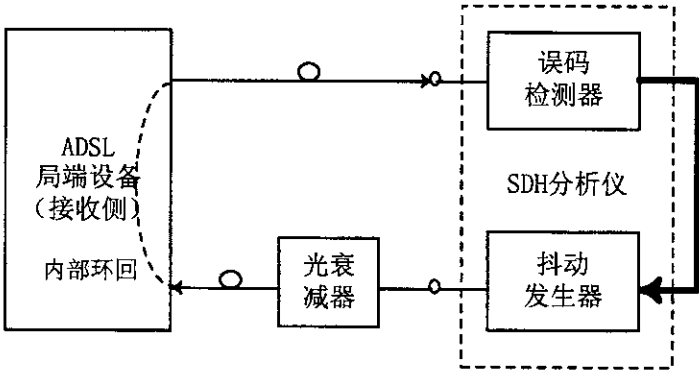 误码
检测器
ADSL
局端设备
(接收侧)
SDH分析仪
内部环回
光衰
减器
抖动
发生器